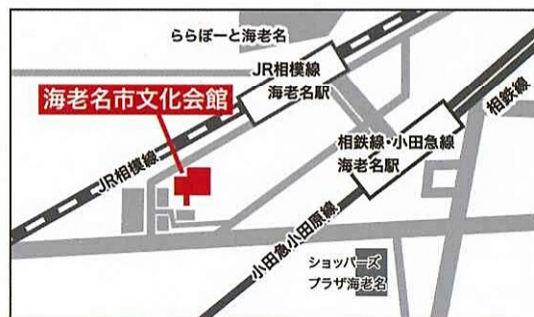 ららぽーと海老名
JR相模線
海老名駅
海老名市文化会館
相鉄線
相鉄線・小田急線
海老名駅
JR相模線
小田急小田原線
ショッパーズ
プラザ海老名